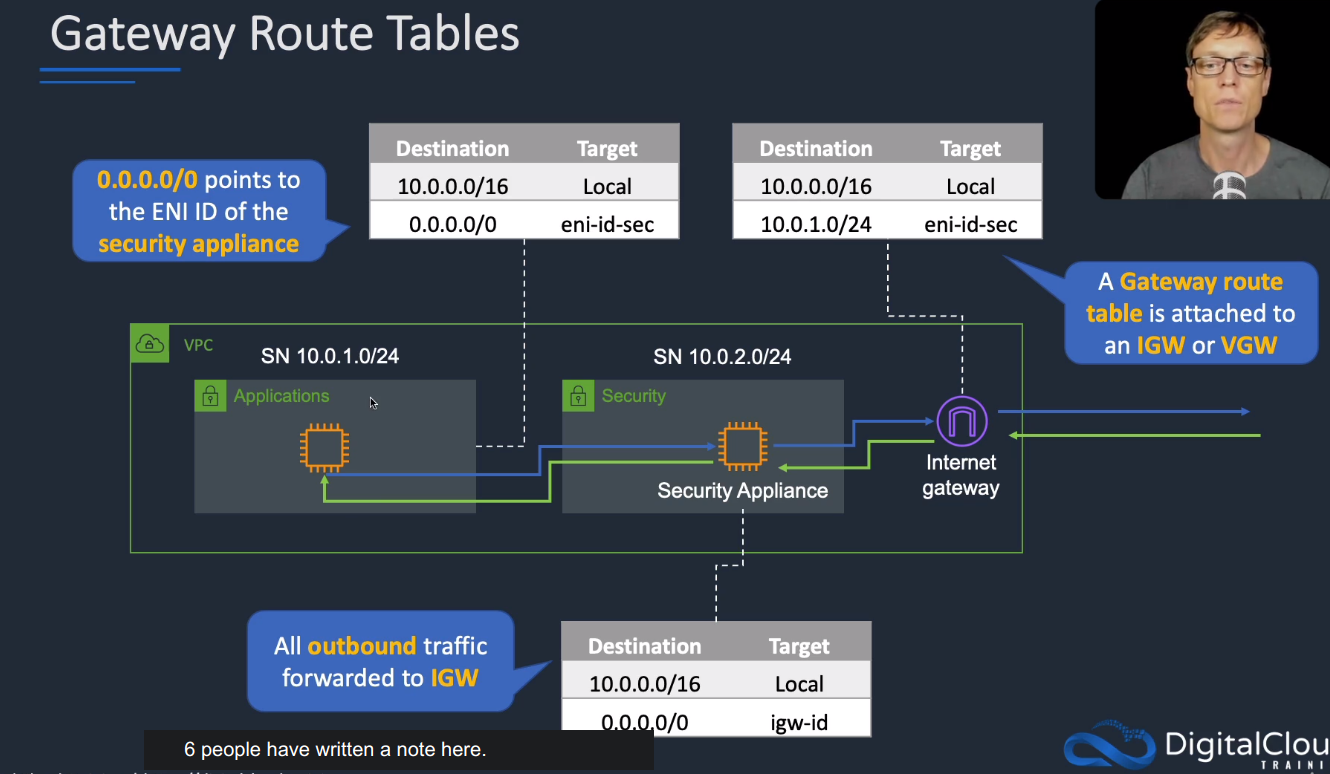 Gateway Route Tables
Destination Target
10.0.0.0/16 Local
0.0.0.0/0 eni-id-sec
Destination Target
10.0.0.0/16 Local
10.0.1.0/24 eni-id-sec
0.0.0.0/0 points to
the ENI ID of the
security appliance
A Gateway route
table is attached to
an IGW or VGW
VPC
SN 10.0.1.0/24
SN 10.0.2.0/24
Applications
Security
Security Appliance
Internet
gateway
All outbound traffic
forwarded to IGW
Destination Target
10.0.0.0/16 Local
0.0.0.0/0 igw-id
6 people have written a note here.
DigitalClou
TRAINI